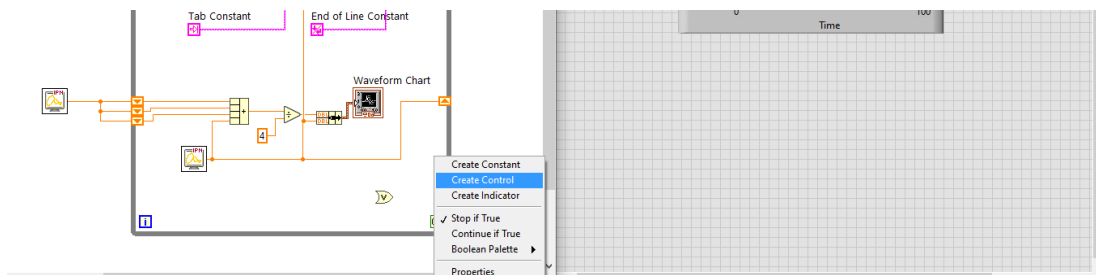 Tab Constant
End of Line Constant
0
100
Time
Waveform Chart
4
Create Constant
Create Control
Create Indicator
✓ Stop if True
Continue if True
Boolean Palette
Properties
i